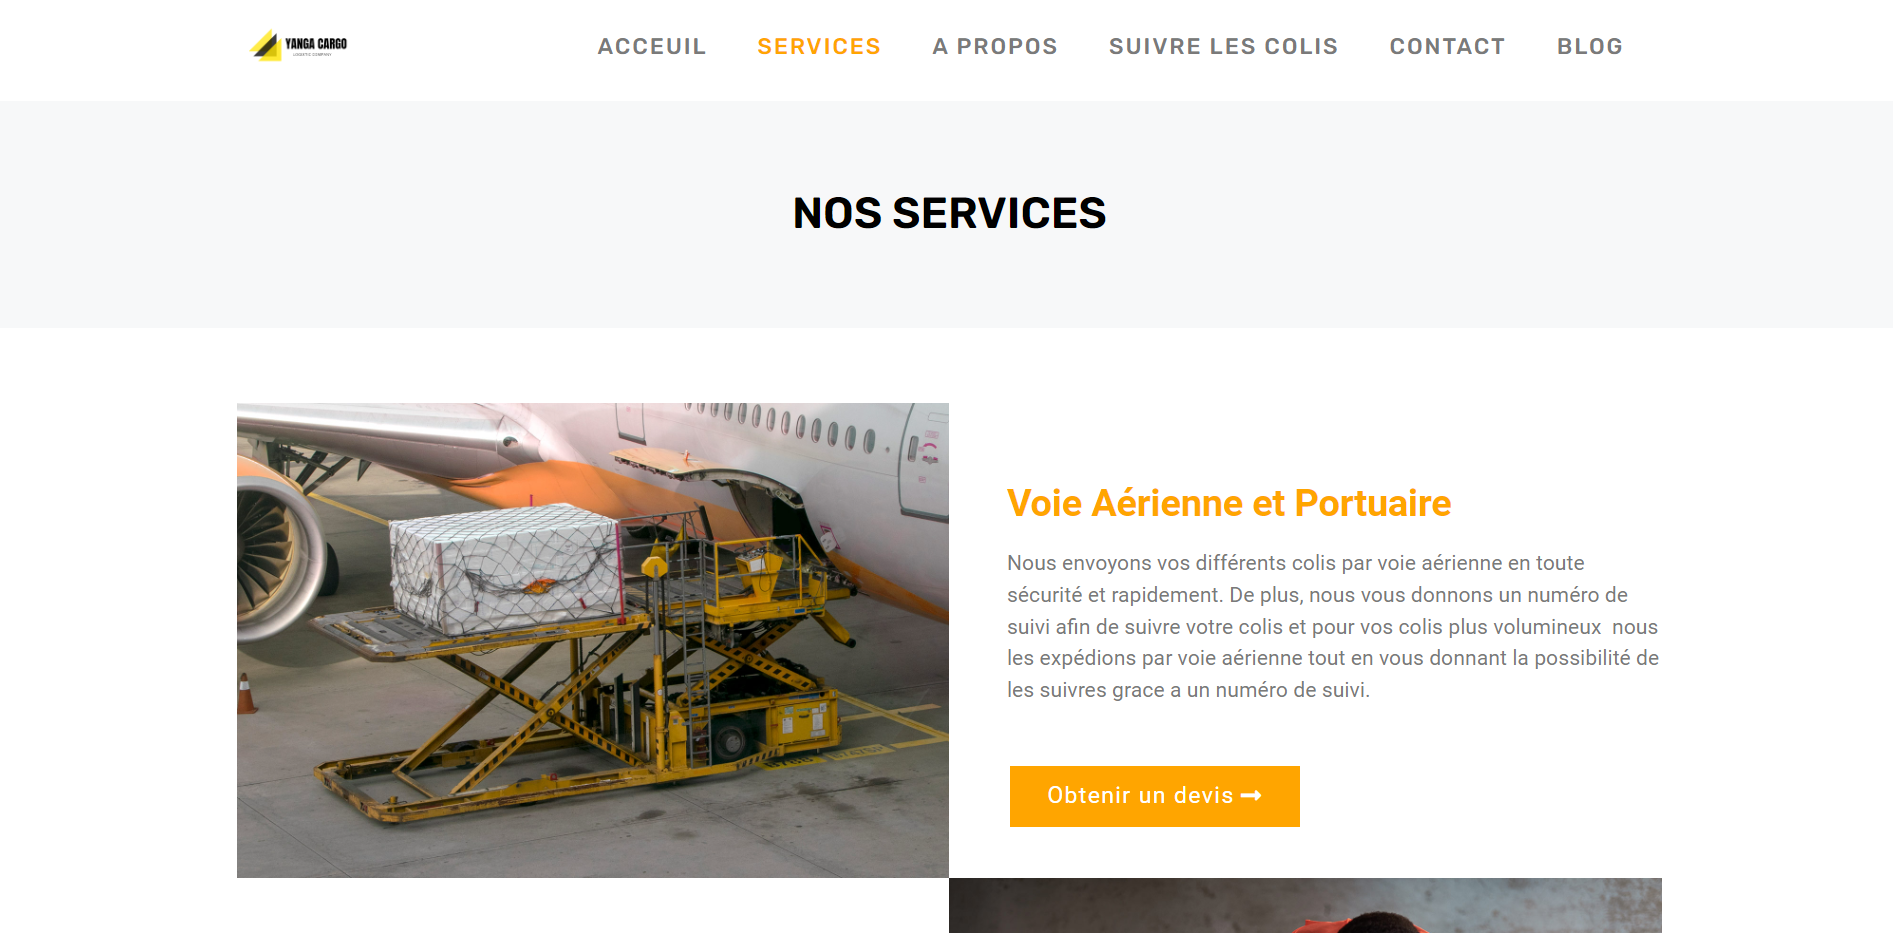 YANGA CARGO
LOGISTIC COMPANY
ACCEUIL SERVICES A PROPOS SUIVRE LES COLIS CONTACT BLOG
NOS SERVICES
Voie Aérienne et Portuaire
Nous envoyons vos différents colis par voie aérienne en toute
sécurité et rapidement. De plus, nous vous donnons un numéro de
suivi afin de suivre votre colis et pour vos colis plus volumineux  nous
les expédions par voie aérienne tout en vous donnant la possibilité de
les suivres grace a un numéro de suivi.
Obtenir un devis